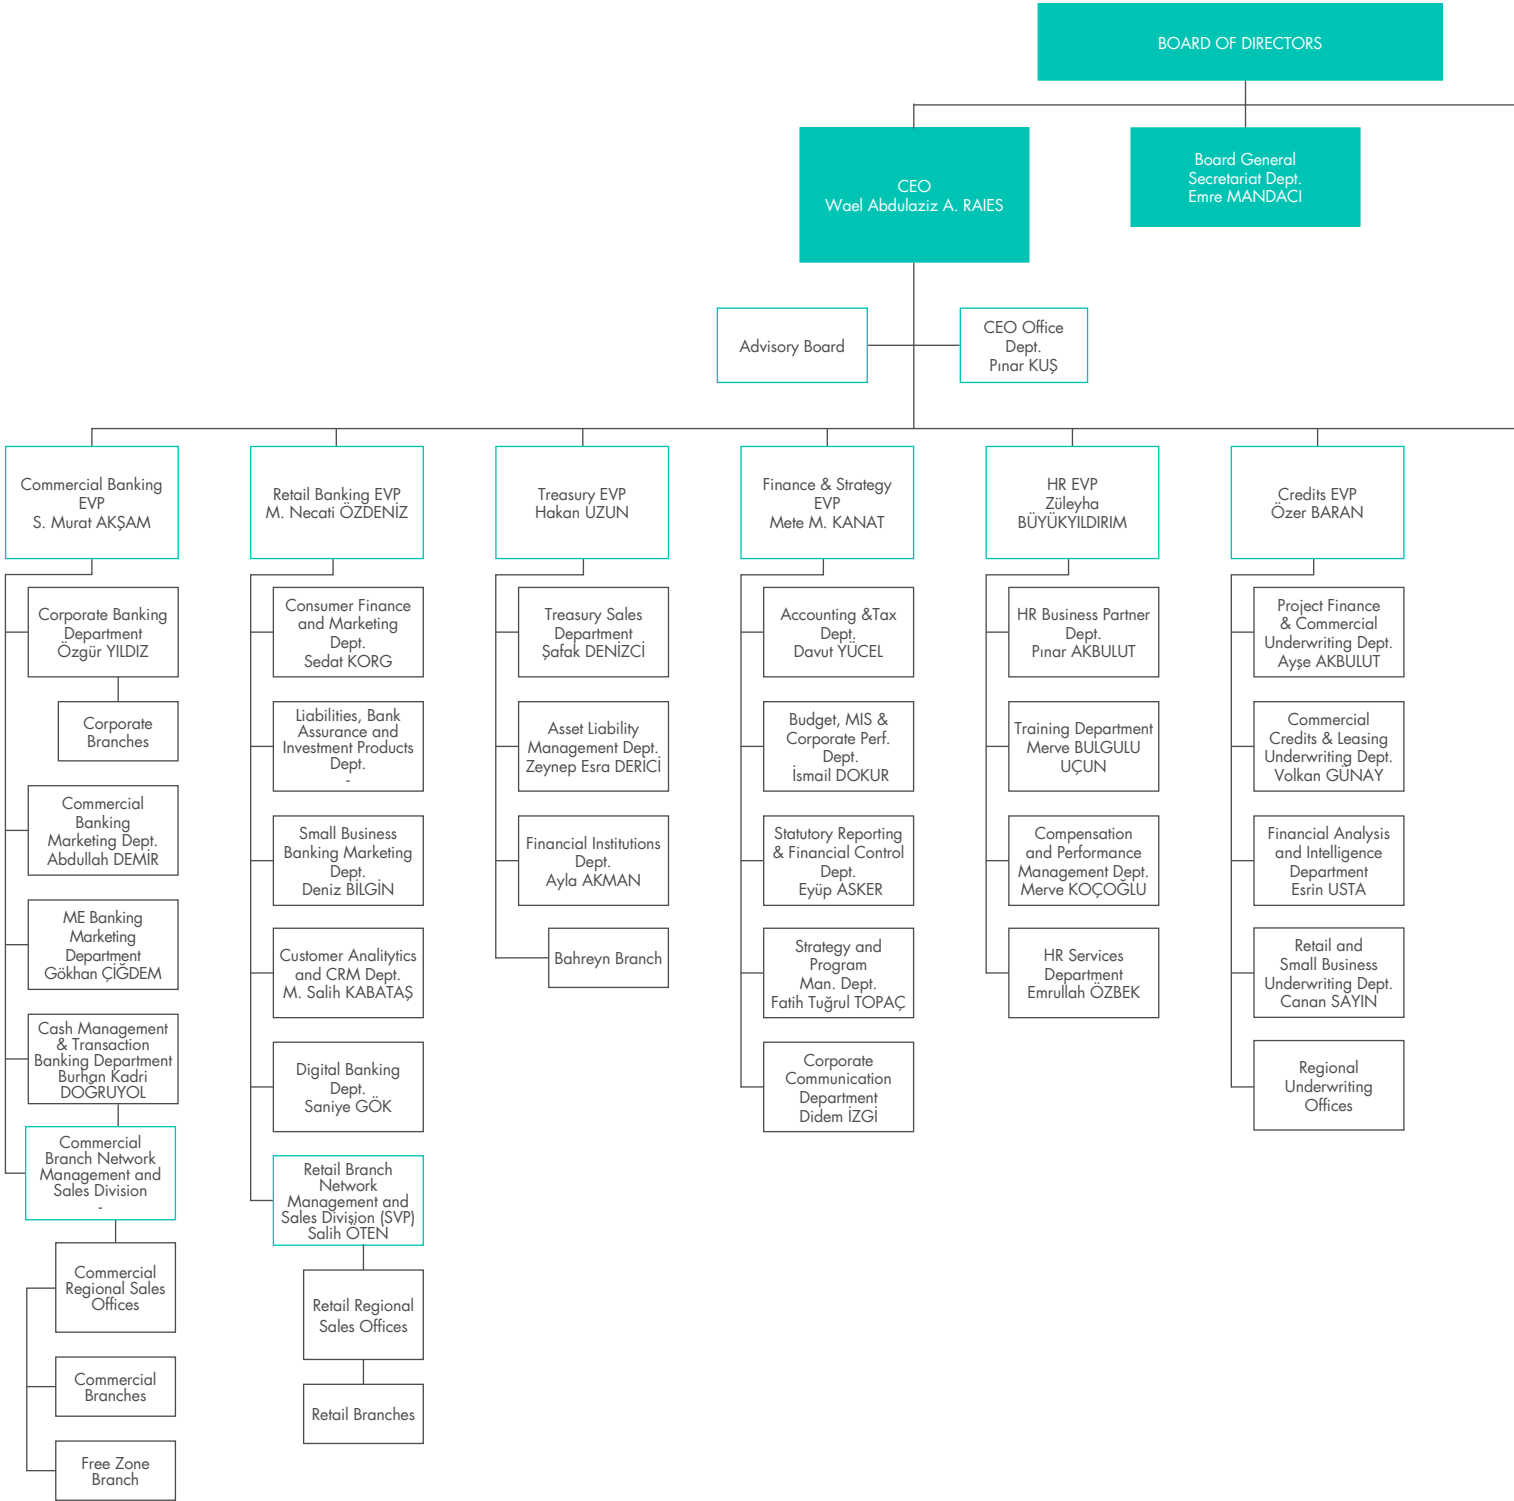 BOARD OF DIRECTORS
CEO
Wael Abdulaziz A. RAIES
Board General
Secretariat Dept.
Emre MANDACI
Advisory Board
CEO Office
Dept.
Pınar KUŞ
Commercial Banking
EVP
S. Murat AKŞAM
Retail Banking EVP
M. Necati ÖZDENİZ
Treasury EVP
Hakan UZUN
Finance & Strategy
EVP
Mete M. KANAT
HR EVP
Züleyha
BÜYÜKYILDIRIM
Credits EVP
Özer BARAN
Corporate Banking
Department
Özgür YILDIZ
Corporate
Branches
Commercial
Banking
Marketing Dept.
Abdullah DEMİR
ME Banking
Marketing
Department
Gökhan ÇİĞDEM
Cash Management
& Transaction
Banking Department
Burhan Kadri
DOĞRUYOL
Commercial
Branch Network
Management and
Sales Division
-
Commercial
Regional Sales
Offices
Commercial
Branches
Free Zone
Branch
Consumer Finance
and Marketing
Dept.
Sedat KORG
Liabilities, Bank
Assurance and
Investment Products
Dept.
-
Small Business
Banking Marketing
Dept.
Deniz BİLGİN
Customer Analitytics
and CRM Dept.
M. Salih KABATAŞ
Digital Banking
Dept.
Saniye GÖK
Retail Branch
Network
Management and
Sales Division (SVP)
Salih ÖTEN
Retail Regional
Sales Offices
Retail Branches
Treasury Sales
Department
Şafak DENİZCİ
Asset Liability
Management Dept.
Zeynep Esra DERİCİ
Financial Institutions
Dept.
Ayla AKMAN
Bahreyn Branch
Accounting &Tax
Dept.
Davut YÜCEL
Budget, MIS &
Corporate Perf.
Dept.
İsmail DOKUR
Statutory Reporting
& Financial Control
Dept.
Eyüp ASKER
Strategy and
Program
Man. Dept.
Fatih Tuğrul TOPAÇ
Corporate
Communication
Department
Didem İZGİ
HR Business Partner
Dept.
Pınar AKBULUT
Training Department
Merve BULGULU
UÇUN
Compensation
and Performance
Management Dept.
Merve KOÇOĞLU
HR Services
Department
Emrullah ÖZBEK
Project Finance
& Commercial
Underwriting Dept.
Ayşe AKBULUT
Commercial
Credits & Leasing
Underwriting Dept.
Volkan GÜNAY
Financial Analysis
and Intelligence
Department
Esrin USTA
Retail and
Small Business
Underwriting Dept.
Canan SAYIN
Regional
Underwriting
Offices